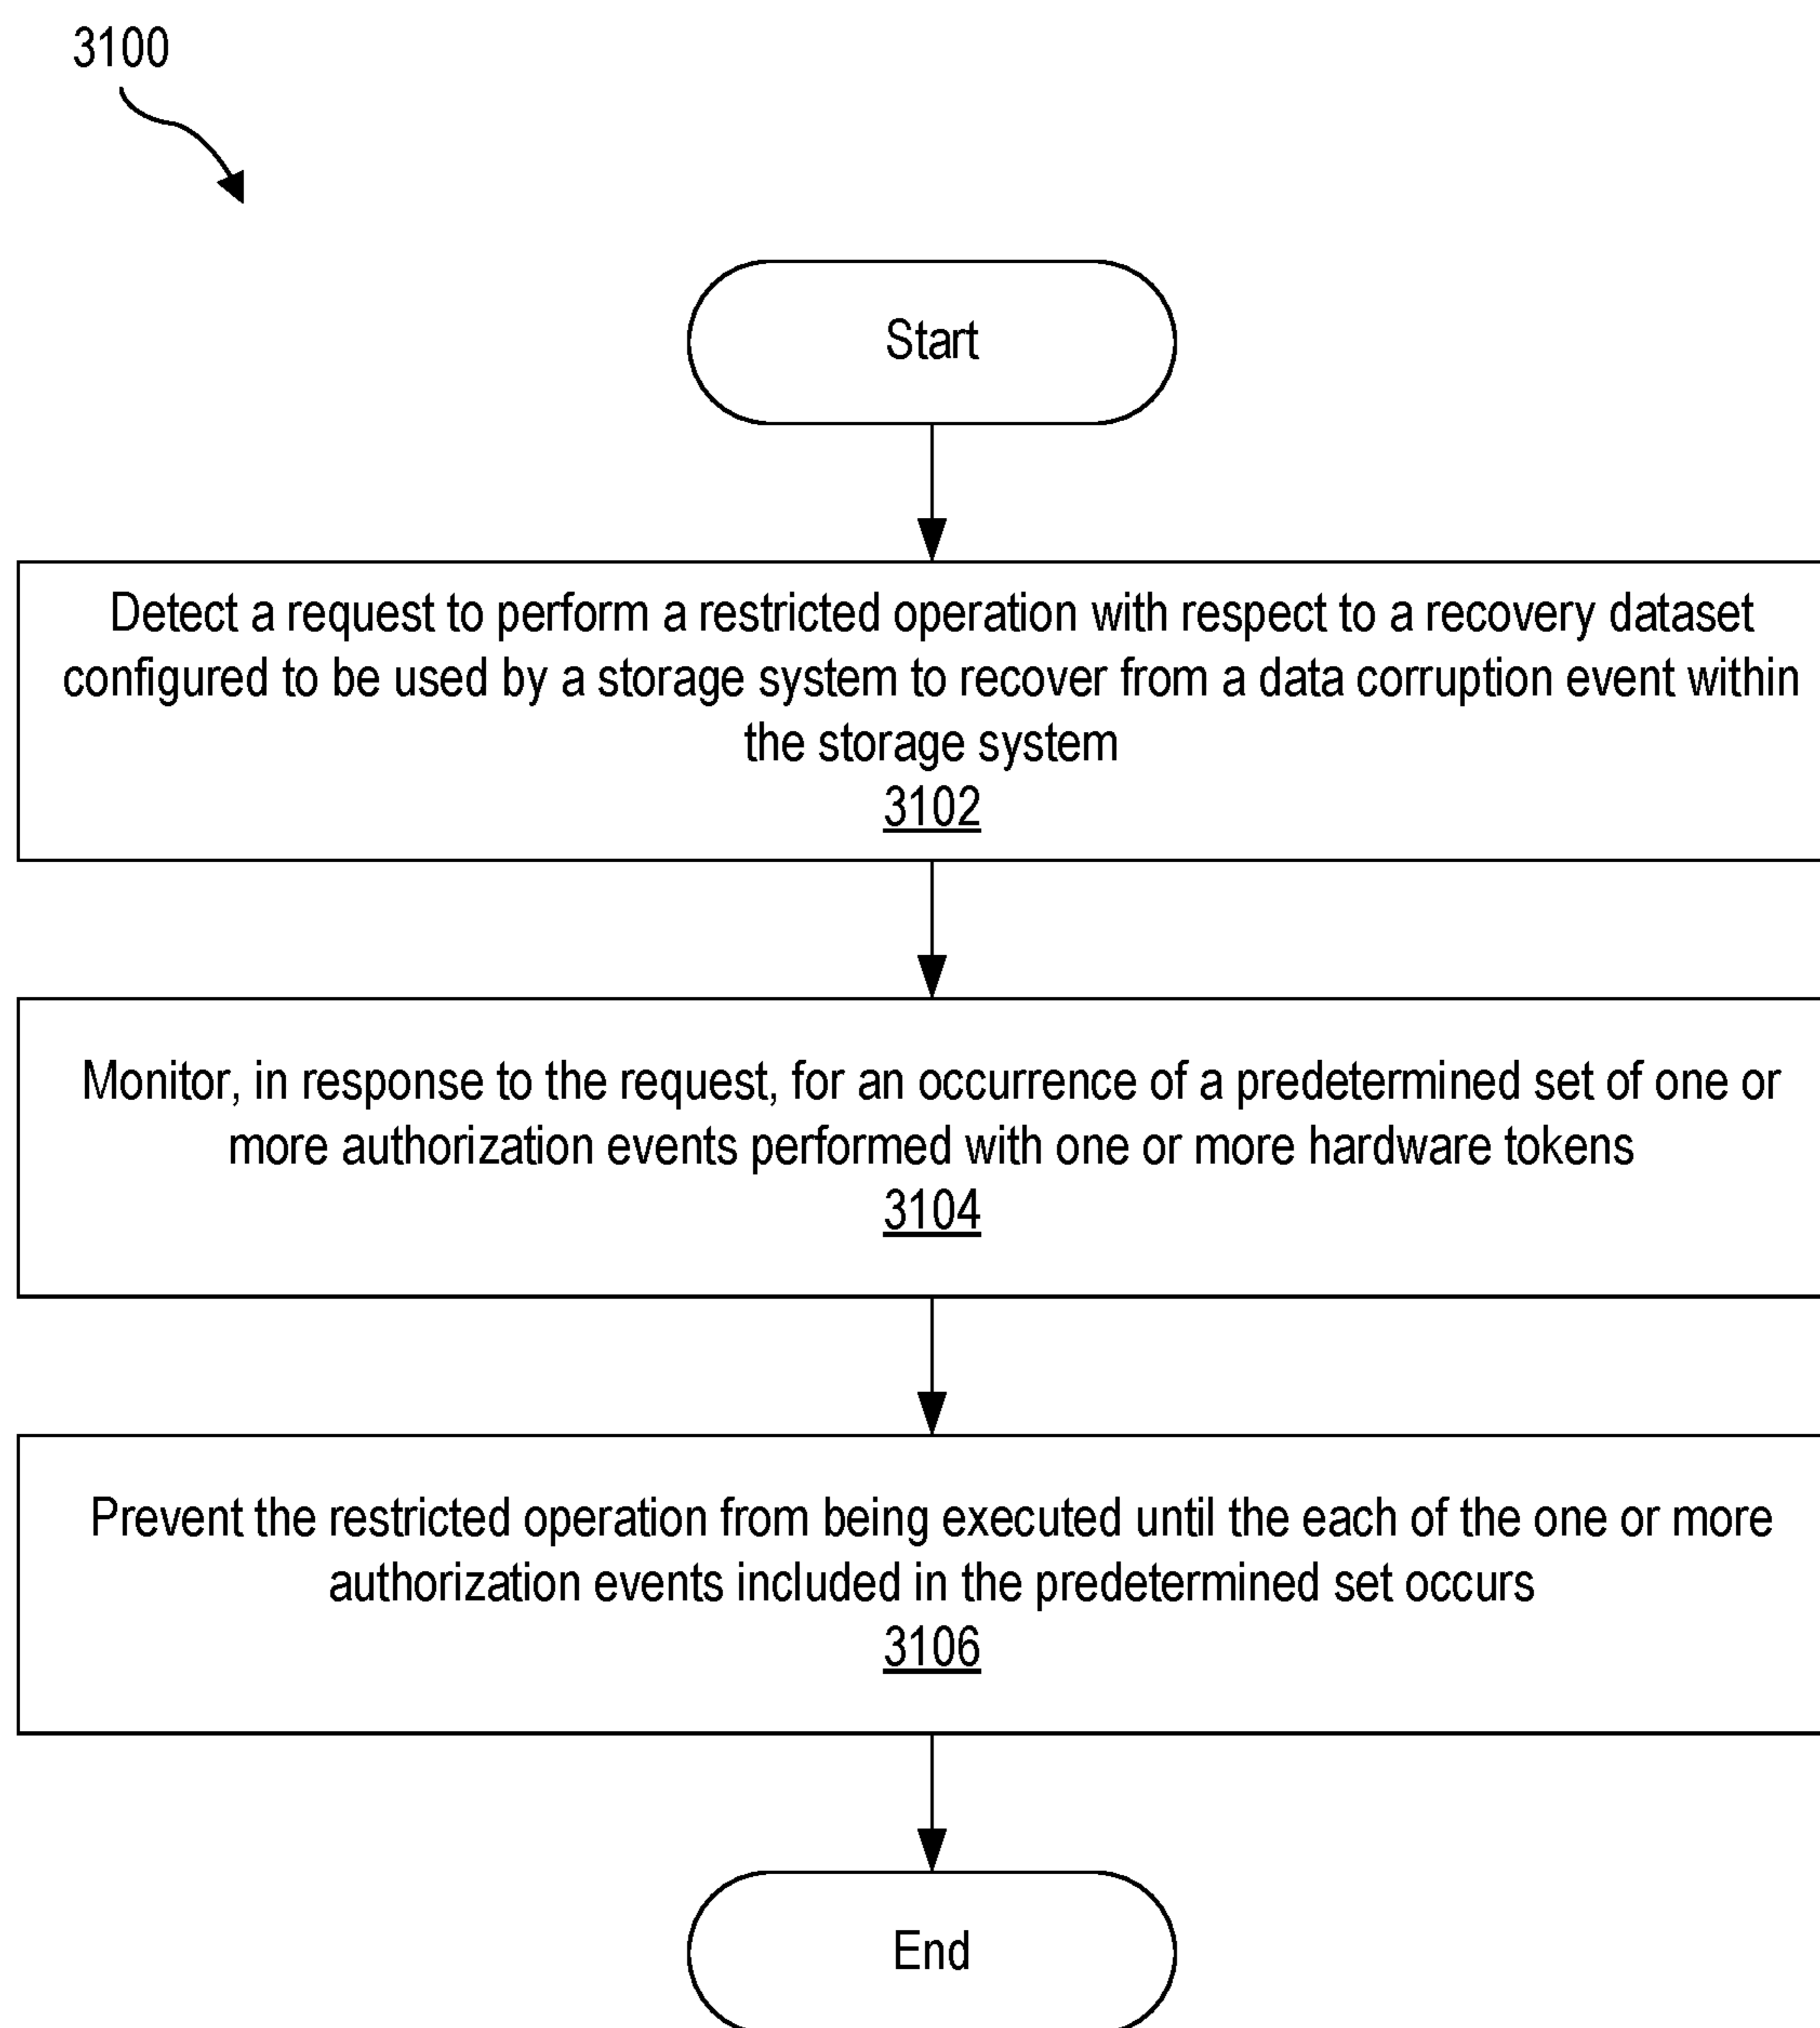 3100
Start
Detect a request to perform a restricted operation with respect to a recovery dataset
configured to be used by a storage system to recover from a data corruption event within
the storage system
3102
Monitor, in response to the request, for an occurrence of a predetermined set of one or
more authorization events performed with one or more hardware tokens
3104
Prevent the restricted operation from being executed until the each of the one or more
authorization events included in the predetermined set occurs
3106
End